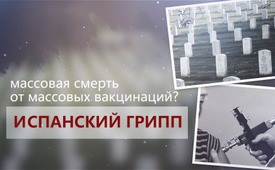 массовая смерть
от массовых вакцинаций?
ИСПАНСКИЙ ГРИПП